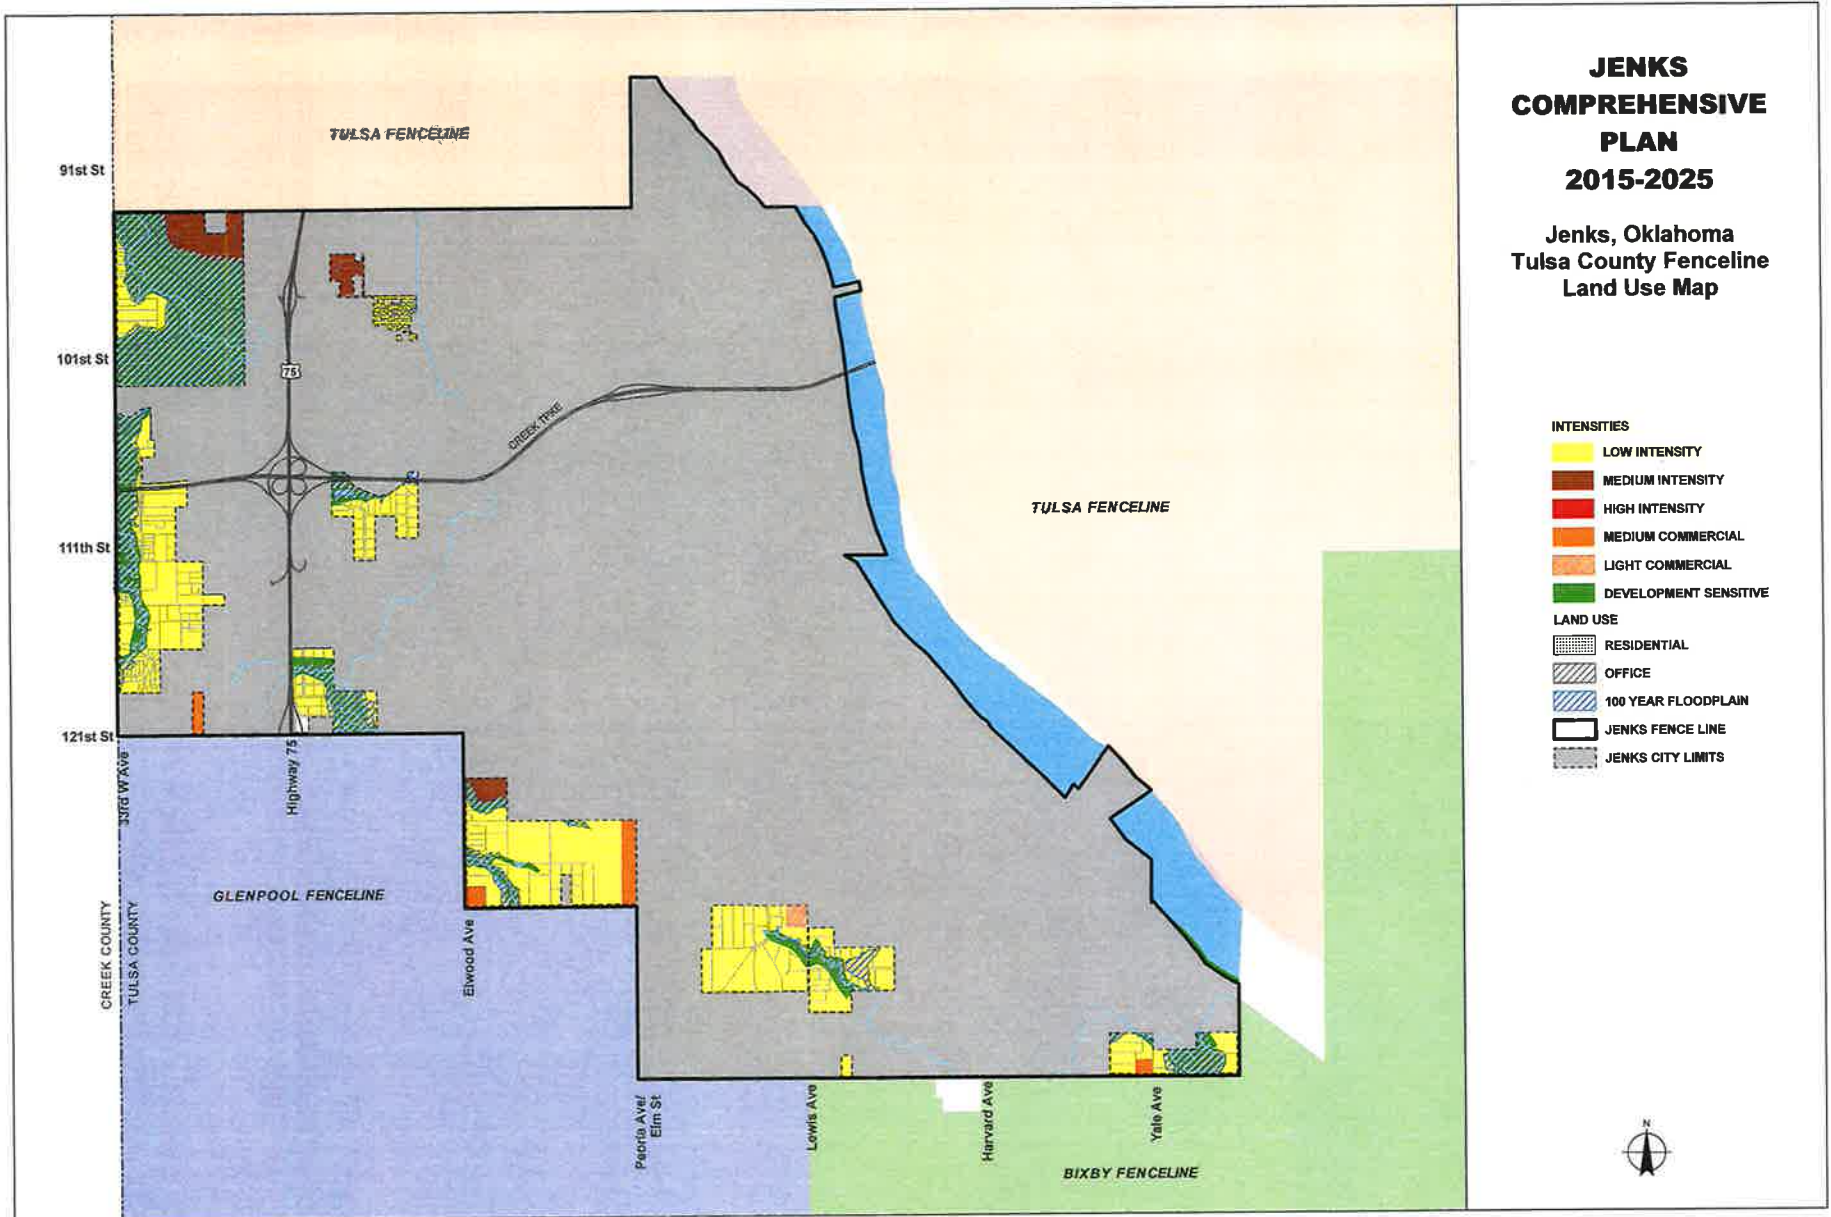 JENKS
COMPREHENSIVE
PLAN
2015-2025
Jenks, Oklahoma
Tulsa County Fenceline
Land Use Map
INTENSITIES
LOW INTENSITY
MEDIUM INTENSITY
HIGH INTENSITY
MEDIUM COMMERCIAL
LIGHT COMMERCIAL
DEVELOPMENT SENSITIVE
LAND USE
RESIDENTIAL
OFFICE
100 YEAR FLOODPLAIN
JENKS FENCE LINE
JENKS CITY LIMITS
N
TULSA FENCELINE
91st St
101st St
75
CREEK TPKE
TULSA FENCELINE
111th St
121st St
33rd W Ave
Highway 75
GLENPOOL FENCELINE
CREEK COUNTY
TULSA COUNTY
Elwood Ave
Peoria Ave/
Elm St
Lewis Ave
Harvard Ave
Yale Ave
BIXBY FENCELINE